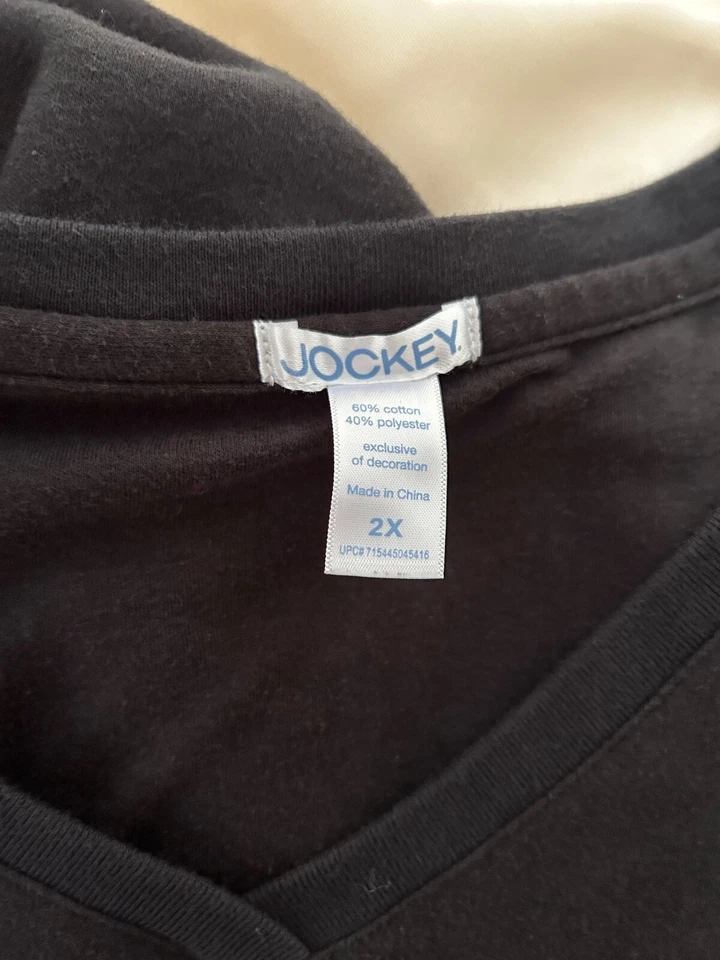 JOCKEY.
60% cotton
40% polyester
exclusive
of decoration
Made in China
2X
UPC# 715445045416